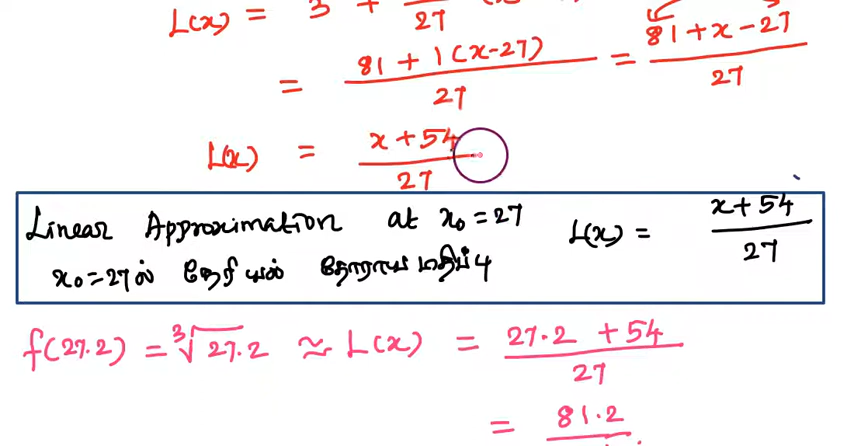 L(x) = 3 + /27 (x
= 81 + 1(x-27)/27 = 81 + x - 27/27
L(x) = x + 54/27
Linear Approximation at x₀ = 27 L(x) = x + 54/27
x₀ = 27ல் நேரியல் தோராய மதிப்பீடு
f(27.2) = ∛27.2 ≈ L(x) = 27.2 + 54/27
= 81.2